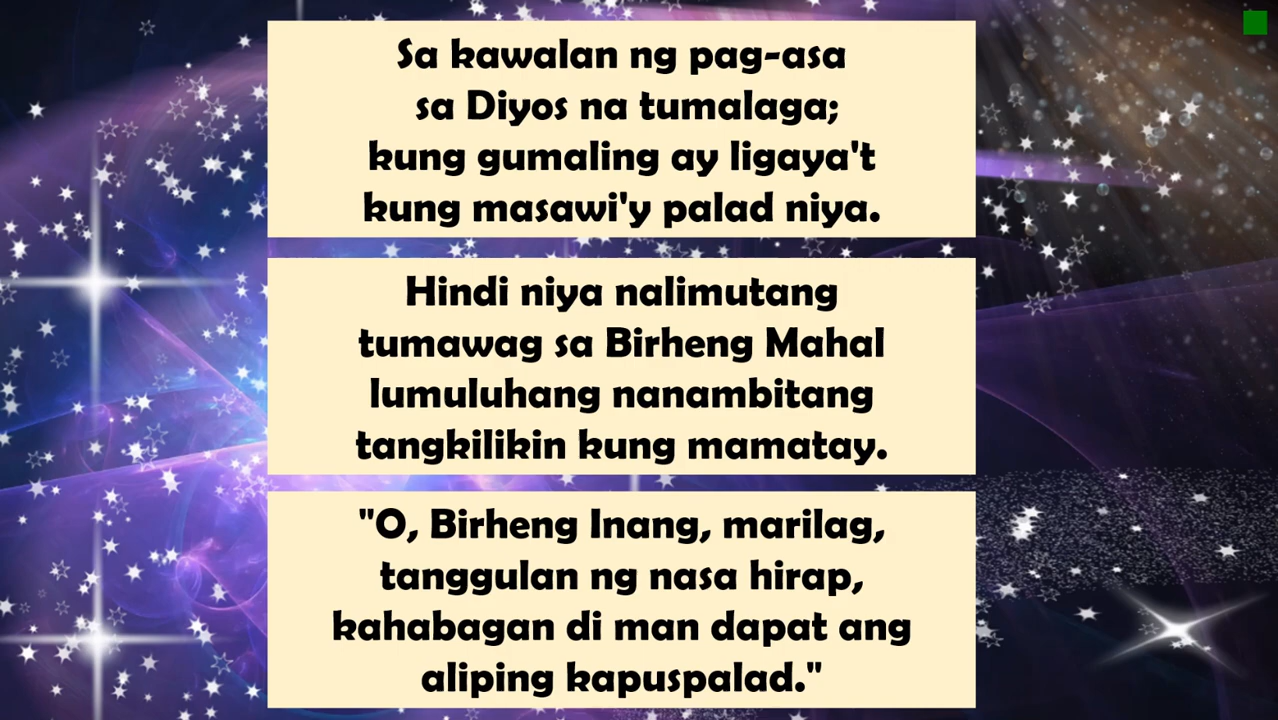 Sa kawalan ng pag-asa
sa Diyos na tumalaga;
kung gumaling ay ligaya't
kung masawi'y palad niya.
Hindi niya nalimutang
tumawag sa Birheng Mahal
lumuluhang nanambitang
tangkilikin kung mamatay.
"O, Birheng Inang, marilag,
tanggulan ng nasa hirap,
kahabagan di man dapat ang
aliping kapuspalad."